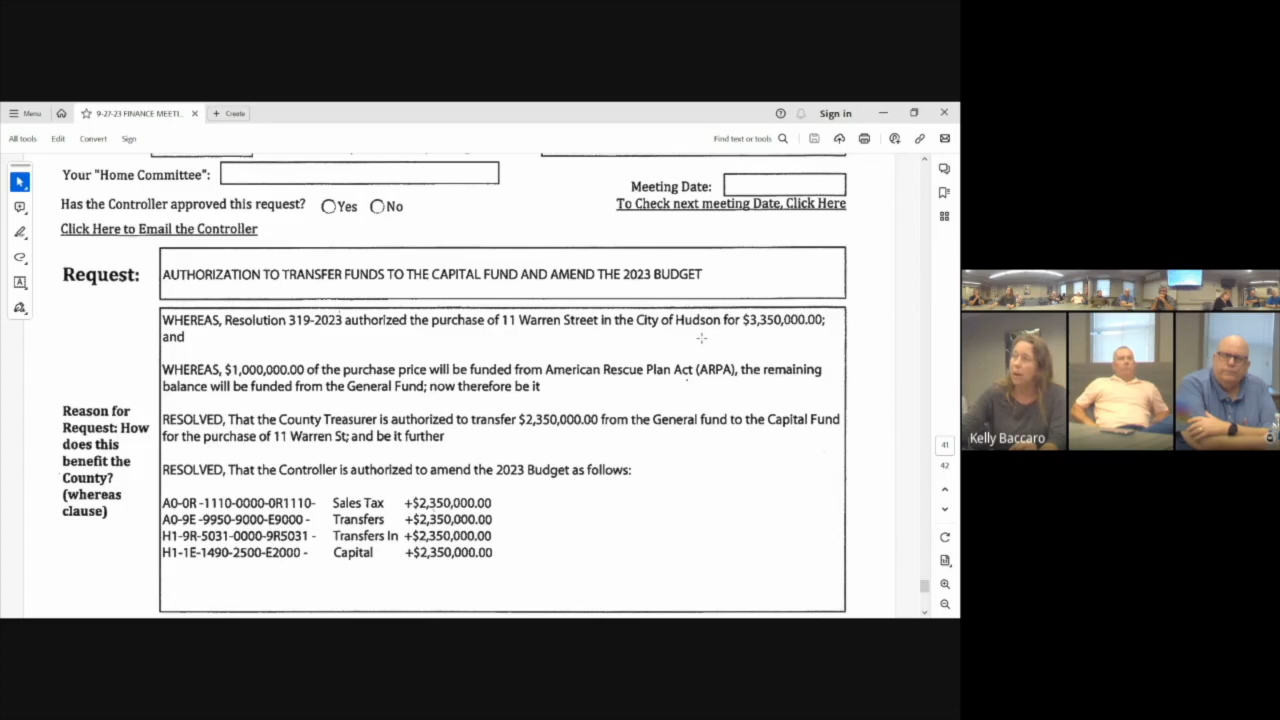 Menu
9-27-23 FINANCE MEETI...
Create
Sign in
All tools
Edit
Convert
Sign
Find text or tools
Your "Home Committee":
Meeting Date:
Has the Controller approved this request?
Yes
No
To Check next meeting Date, Click Here
Click Here to Email the Controller
Request:
AUTHORIZATION TO TRANSFER FUNDS TO THE CAPITAL FUND AND AMEND THE 2023 BUDGET
Reason for
Request: How
does this
benefit the
County?
(whereas
clause)
WHEREAS, Resolution 319-2023 authorized the purchase of 11 Warren Street in the City of Hudson for $3,350,000.00;
and
WHEREAS, $1,000,000.00 of the purchase price will be funded from American Rescue Plan Act (ARPA), the remaining
balance will be funded from the General Fund; now therefore be it
RESOLVED, That the County Treasurer is authorized to transfer $2,350,000.00 from the General fund to the Capital Fund
for the purchase of 11 Warren St; and be it further
RESOLVED, That the Controller is authorized to amend the 2023 Budget as follows:
A0-0R -1110-0000-0R1110- Sales Tax +$2,350,000.00
A0-9E -9950-9000-E9000 - Transfers +$2,350,000.00
H1-9R-5031-0000-9R5031 - Transfers In +$2,350,000.00
H1-1E-1490-2500-E2000 - Capital +$2,350,000.00
41
42
Kelly Baccaro